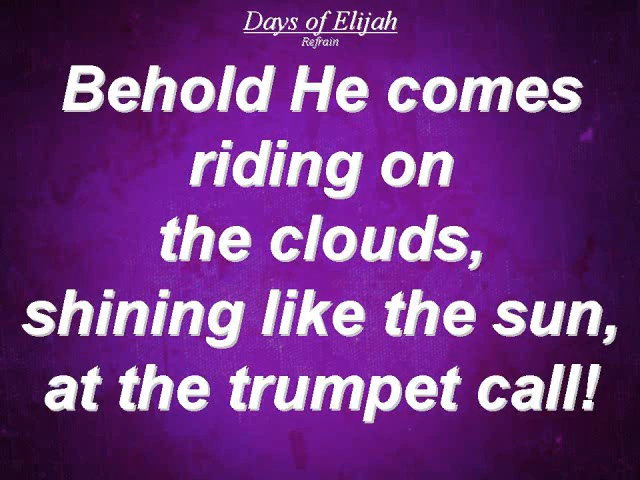 Days of Elijah
Refrain
Behold He comes
riding on
the clouds,
shining like the sun,
at the trumpet call!